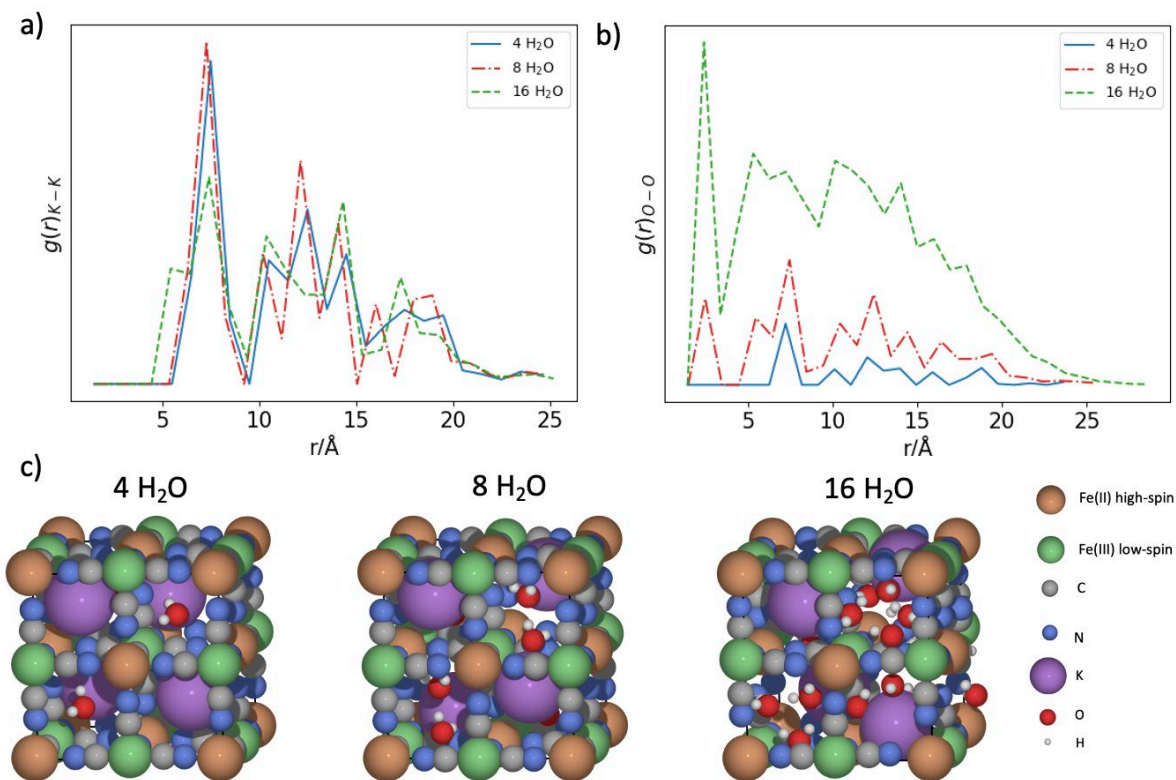 a)
4 H₂O
8 H₂O
16 H₂O
g(r)K−K
5 10 15 20 25
r/Å
b)
4 H₂O
8 H₂O
16 H₂O
g(r)O−O
5 10 15 20 25
r/Å
c)
4 H₂O
8 H₂O
16 H₂O
Fe(II) high-spin
Fe(III) low-spin
C
N
K
O
H